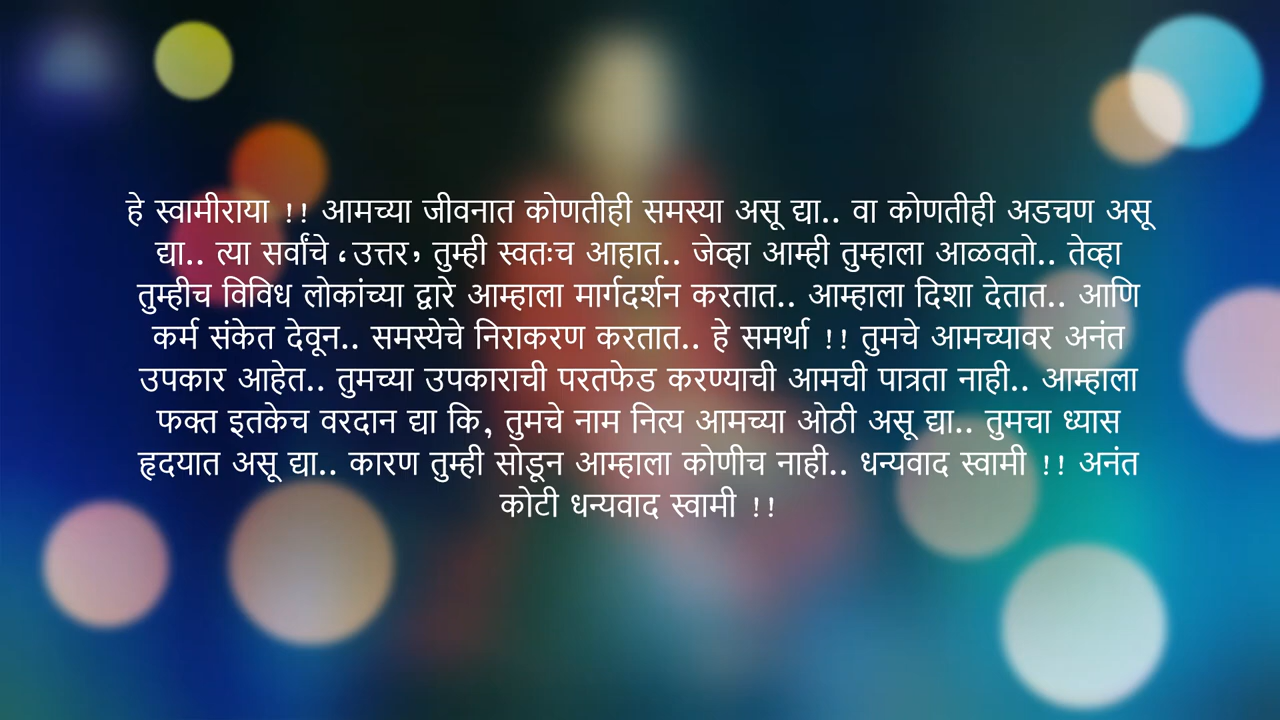 हे स्वामीराया !! आमच्या जीवनात कोणतीही समस्या असू द्या.. वा कोणतीही अडचण असू
द्या.. त्या सर्वांचे ‘उत्तर’ तुम्ही स्वतःच आहात.. जेव्हा आम्ही तुम्हाला आळवतो.. तेव्हा
तुम्हीच विविध लोकांच्या द्वारे आम्हाला मार्गदर्शन करतात.. आम्हाला दिशा देतात.. आणि
कर्म संकेत देवून.. समस्येचे निराकरण करतात.. हे समर्था !! तुमचे आमच्यावर अनंत
उपकार आहेत.. तुमच्या उपकाराची परतफेड करण्याची आमची पात्रता नाही.. आम्हाला
फक्त इतकेच वरदान द्या कि, तुमचे नाम नित्य आमच्या ओठी असू द्या.. तुमचा ध्यास
हृदयात असू द्या.. कारण तुम्ही सोडून आम्हाला कोणीच नाही.. धन्यवाद स्वामी !! अनंत
कोटी धन्यवाद स्वामी !!